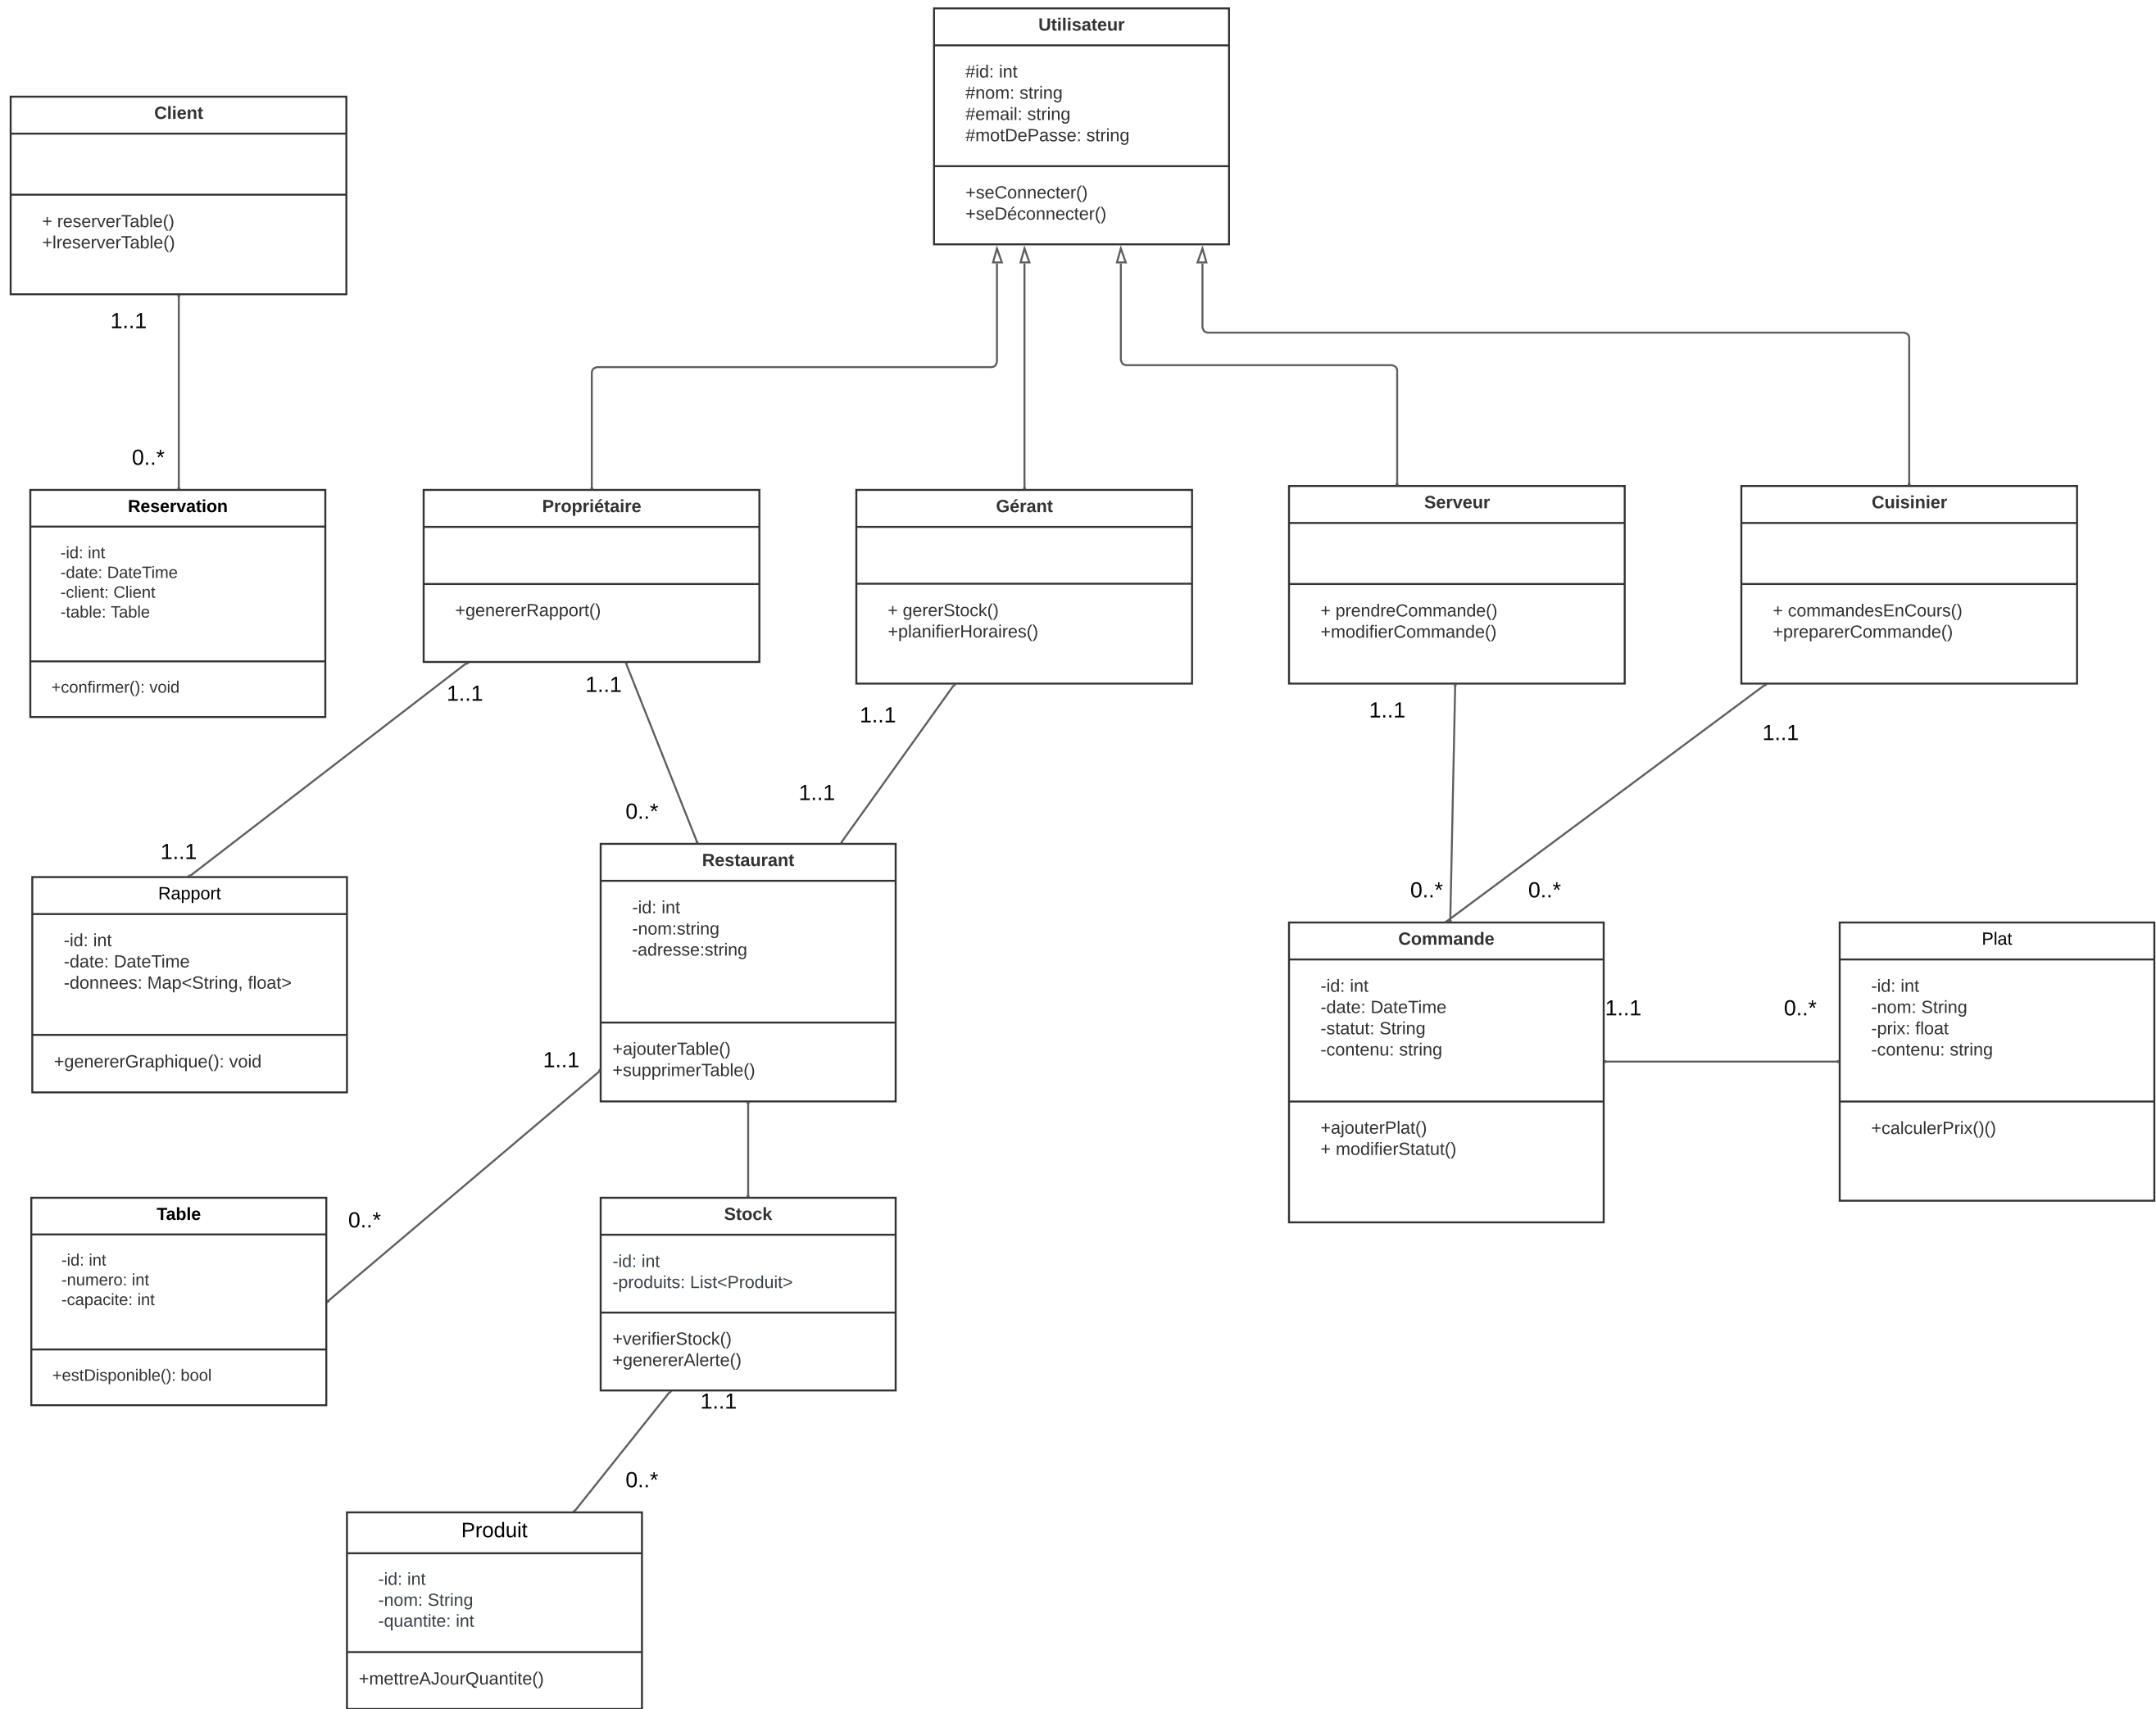 Utilisateur
#id: int
#nom: string
#email: string
#motDePasse: string
+seConnecter()
+seDéconnecter()
Client
+ reserverTable()
+lreserverTable()
1..1
0..*
Reservation
-id: int
-date: DateTime
-client: Client
-table: Table
+confirmer(): void
Propriétaire
+genererRapport()
Gérant
+ gererStock()
+planifierHoraires()
Serveur
+ prendreCommande()
+modifierCommande()
Cuisinier
+ commandesEnCours()
+preparerCommande()
1..1
1..1
1..1
1..1
1..1
1..1
0..*
1..1
0..*
0..*
Rapport
-id: int
-date: DateTime
-donnees: Map<String, float>
+genererGraphique(): void
Restaurant
-id: int
-nom:string
-adresse:string
+ajouterTable()
+supprimerTable()
Commande
-id: int
-date: DateTime
-statut: String
-contenu: string
+ajouterPlat()
+ modifierStatut()
1..1
0..*
Plat
-id: int
-nom: String
-prix: float
-contenu: string
+calculerPrix()()
1..1
0..*
Table
-id: int
-numero: int
-capacite: int
+estDisponible(): bool
Stock
-id: int
-produits: List<Produit>
+verifierStock()
+genererAlerte()
1..1
0..*
Produit
-id: int
-nom: String
-quantite: int
+mettreAJourQuantite()